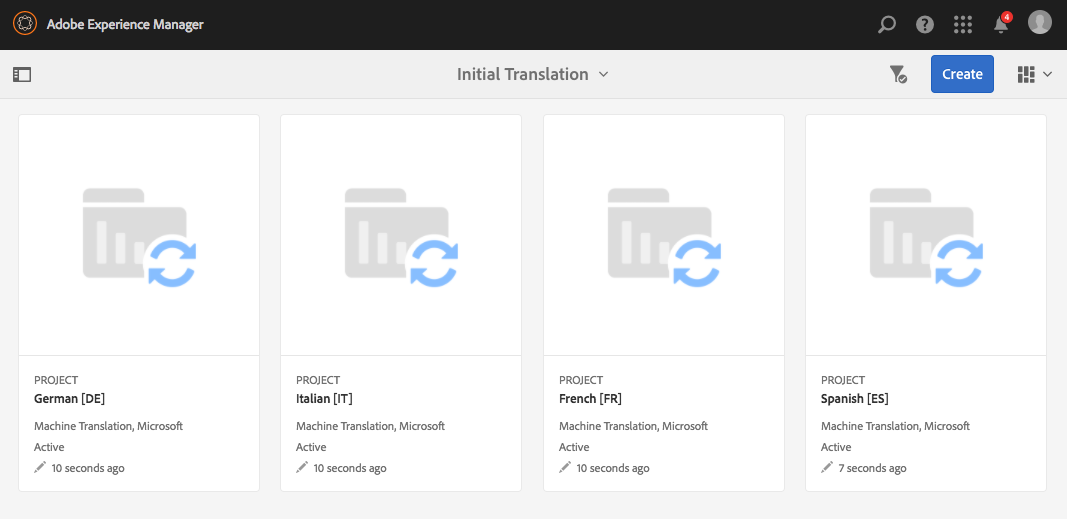 Adobe Experience Manager
4
Initial Translation
Create
PROJECT
German [DE]
Machine Translation, Microsoft
Active
10 seconds ago
PROJECT
Italian [IT]
Machine Translation, Microsoft
Active
10 seconds ago
PROJECT
French [FR]
Machine Translation, Microsoft
Active
10 seconds ago
PROJECT
Spanish [ES]
Machine Translation, Microsoft
Active
7 seconds ago